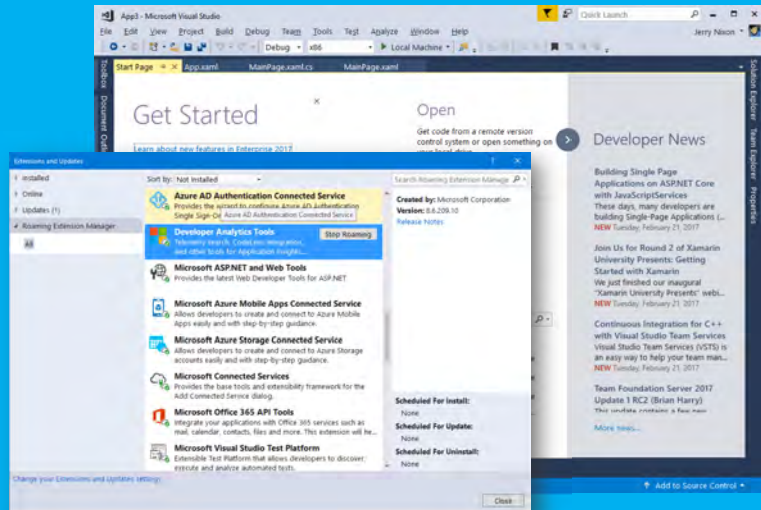 App3 - Microsoft Visual Studio
Quick Launch
File Edit View Project Build Debug Team Tools Test Analyze Window Help
Jerry Nixon
Debug x86 Local Machine
Start Page App.xaml MainPage.xaml.cs MainPage.xaml
Toolbox
Document Outl
Solution Explorer Team Explorer Properties
Get Started
Learn about new features in Enterprise 2017
Open
Get code from a remote version
control system or open something on
your local drive
Developer News
Building Single Page
Applications on ASP.NET Core
with JavaScriptServices
These days, many developers are
building Single-Page Applications (...
NEW Tuesday, February 21, 2017
Join Us for Round 2 of Xamarin
University Presents: Getting
Started with Xamarin
We just finished our inaugural
"Xamarin University Presents" webi...
NEW Tuesday, February 21, 2017
Continuous Integration for C++
with Visual Studio Team Services
Visual Studio Team Services (VSTS) is
an easy way to help your team man...
NEW Tuesday, February 21, 2017
Team Foundation Server 2017
Update 1 RC2 (Brian Harry)
This update contains a few new
More news...
Add to Source Control
Extensions and Updates
Installed
Online
Updates (1)
Roaming Extension Manager
All
Sort by: Not Installed
Search Roaming Extension Manage
Azure AD Authentication Connected Service
Provides the wizard to configure Azure AD Authentication
Single Sign-On
Azure AD Authentication Connected Service
Developer Analytics Tools
Stop Roaming
Telemetry search, CodeLens integration,
and other tools for Application Insights...
Microsoft ASP.NET and Web Tools
Provides the latest Web Developer Tools for ASP.NET
Microsoft Azure Mobile Apps Connected Service
Allows developers to create and connect to Azure Mobile
Apps easily and with step-by-step guidance.
Microsoft Azure Storage Connected Service
Allows developers to create and connect to Azure Storage
accounts easily and with step-by-step guidance.
Microsoft Connected Services
Provides the base tools and extensibility framework for the
Add Connected Service dialog.
Microsoft Office 365 API Tools
Integrate your applications with Office 365 services such as
mail, calendar, contacts, files and more. This extension will he...
Microsoft Visual Studio Test Platform
Extensible Test Platform that allows developers to discover,
execute and analyze automated tests.
Created by: Microsoft Corporation
Version: 8.6.209.10
Release Notes
Scheduled For Install:
None
Scheduled For Update:
None
Scheduled For Uninstall:
None
Change your Extensions and Updates settings
Close